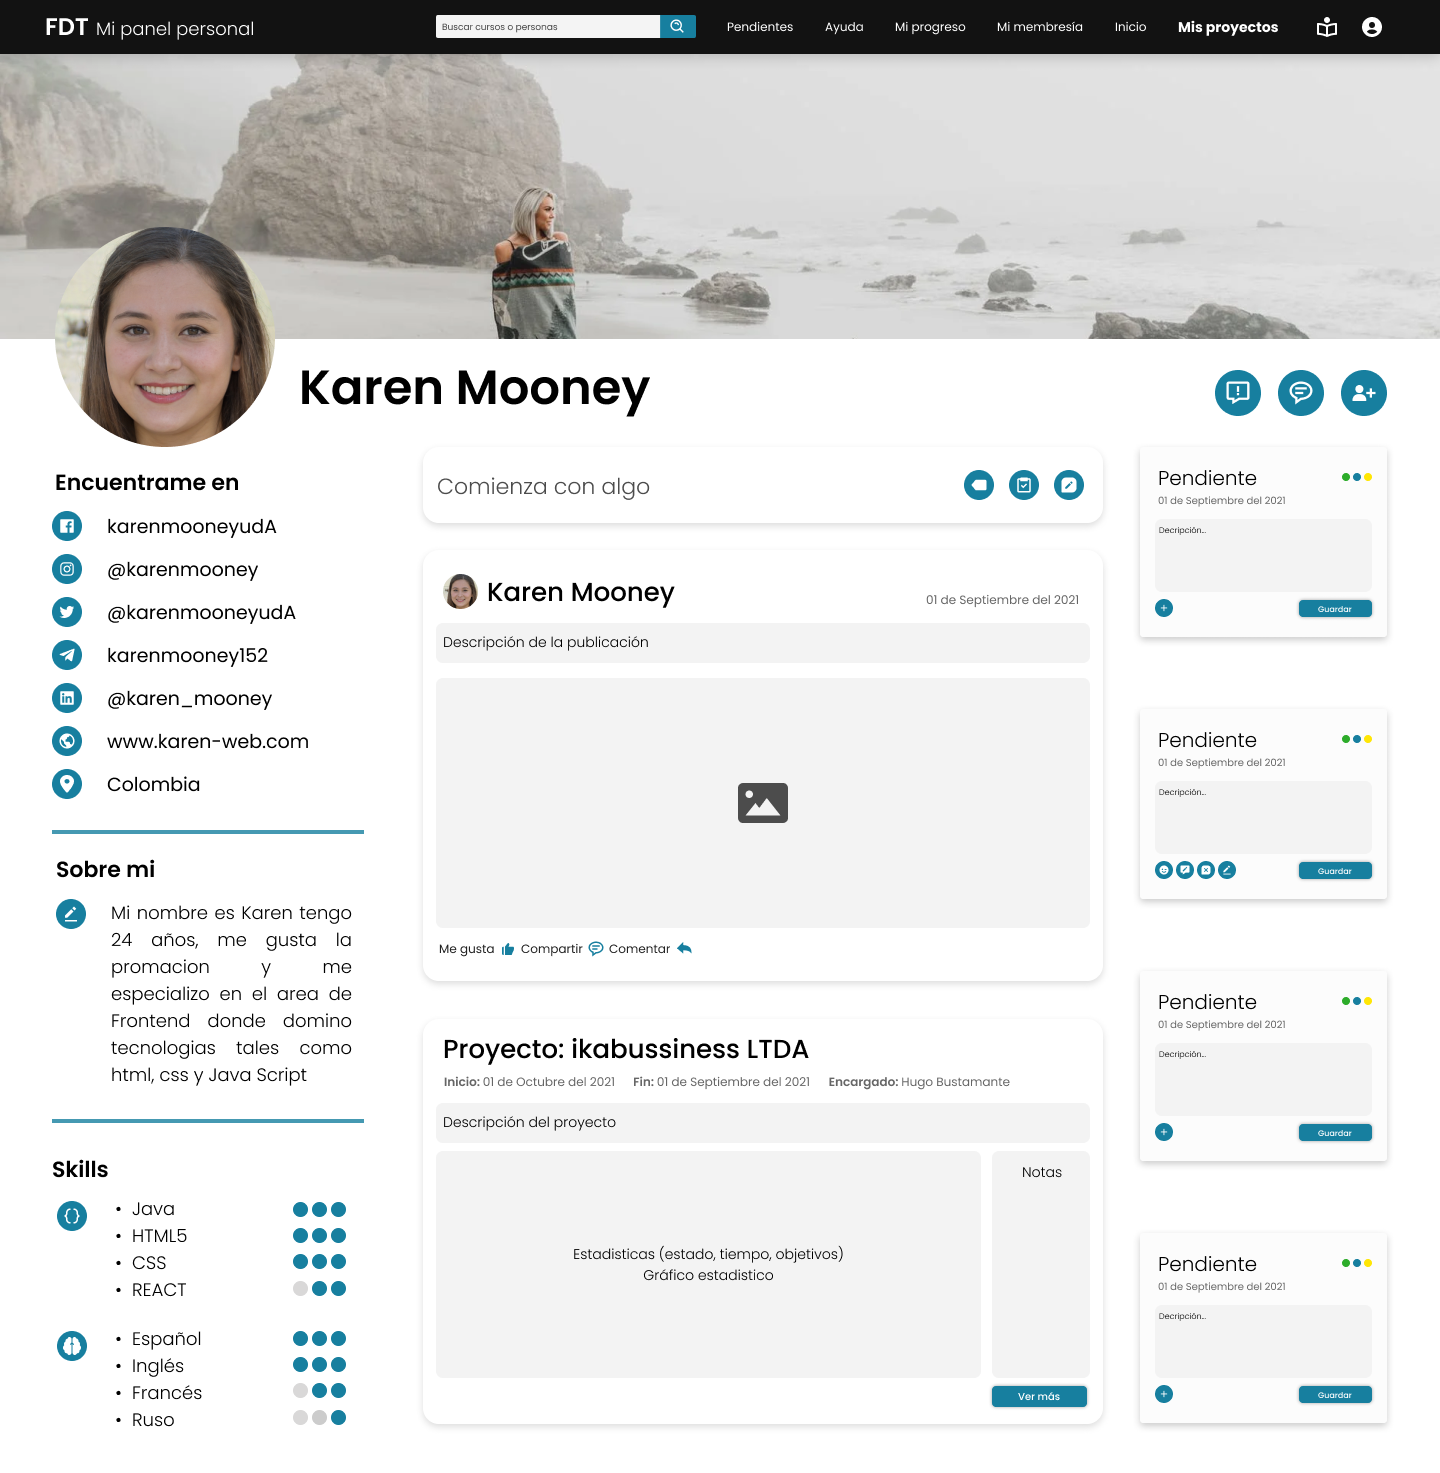 FDT Mi panel personal
Buscar cursos o personas
Pendientes
Ayuda
Mi progreso
Mi membresía
Inicio
Mis proyectos
Karen Mooney
Encuentrame en
karenmooneyudA
@karenmooney
@karenmooneyudA
karenmooney152
@karen_mooney
www.karen-web.com
Colombia
Sobre mi
Mi nombre es Karen tengo
24 años, me gusta la
promacion y me
especializo en el area de
Frontend donde domino
tecnologias tales como
html, css y Java Script
Skills
• Java
• HTML5
• CSS
• REACT
• Español
• Inglés
• Francés
• Ruso
Comienza con algo
Karen Mooney
01 de Septiembre del 2021
Descripción de la publicación
Me gusta Compartir Comentar
Proyecto: ikabussiness LTDA
Inicio: 01 de Octubre del 2021 Fin: 01 de Septiembre del 2021 Encargado: Hugo Bustamante
Descripción del proyecto
Estadisticas (estado, tiempo, objetivos)
Gráfico estadistico
Notas
Ver más
Pendiente
01 de Septiembre del 2021
Decripción...
Guardar
Pendiente
01 de Septiembre del 2021
Decripción...
Guardar
Pendiente
01 de Septiembre del 2021
Decripción...
Guardar
Pendiente
01 de Septiembre del 2021
Decripción...
Guardar